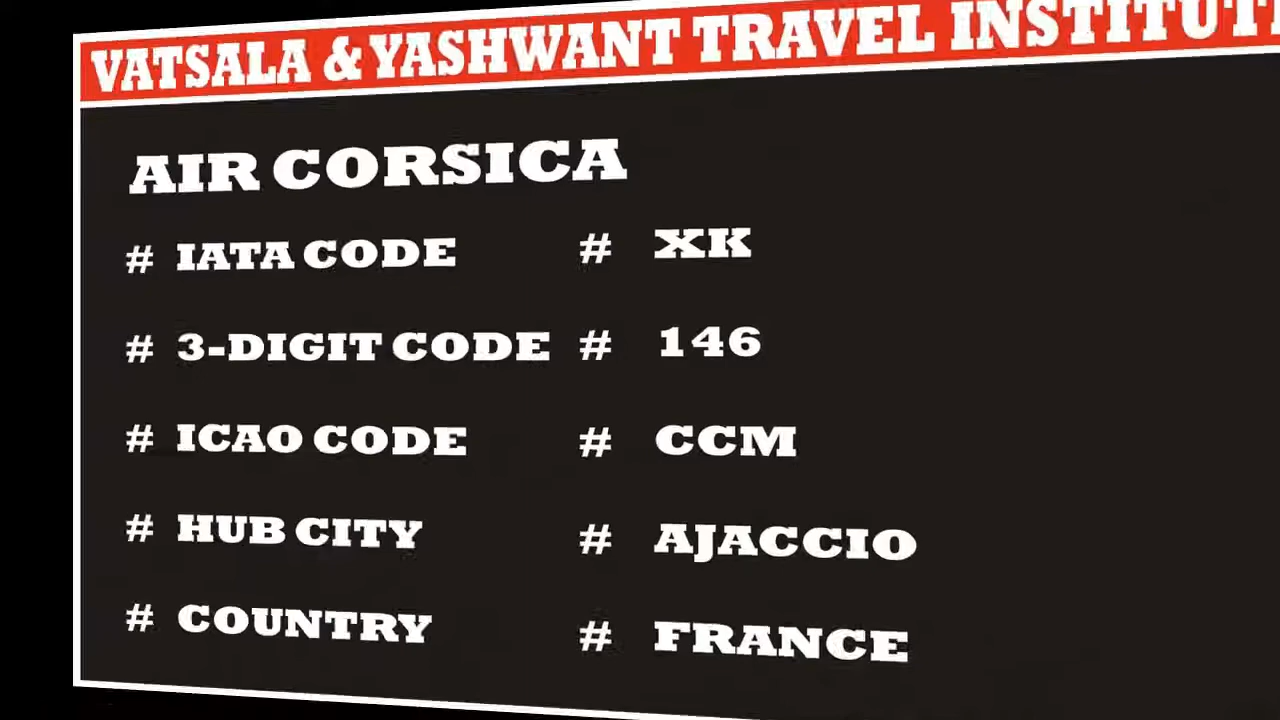 VATSALA & YASHWANT TRAVEL INSTITUT
AIR CORSICA
# IATA CODE # XK
# 3-DIGIT CODE # 146
# ICAO CODE # CCM
# HUB CITY # AJACCIO
# COUNTRY # FRANCE